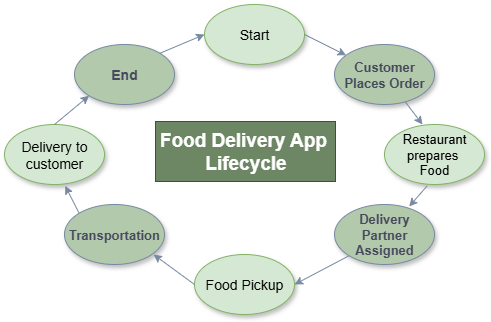 Start
Customer
Places Order
Restaurant
prepares
Food
Delivery
Partner
Assigned
Food Pickup
Transportation
Delivery to
customer
End
Food Delivery App
Lifecycle